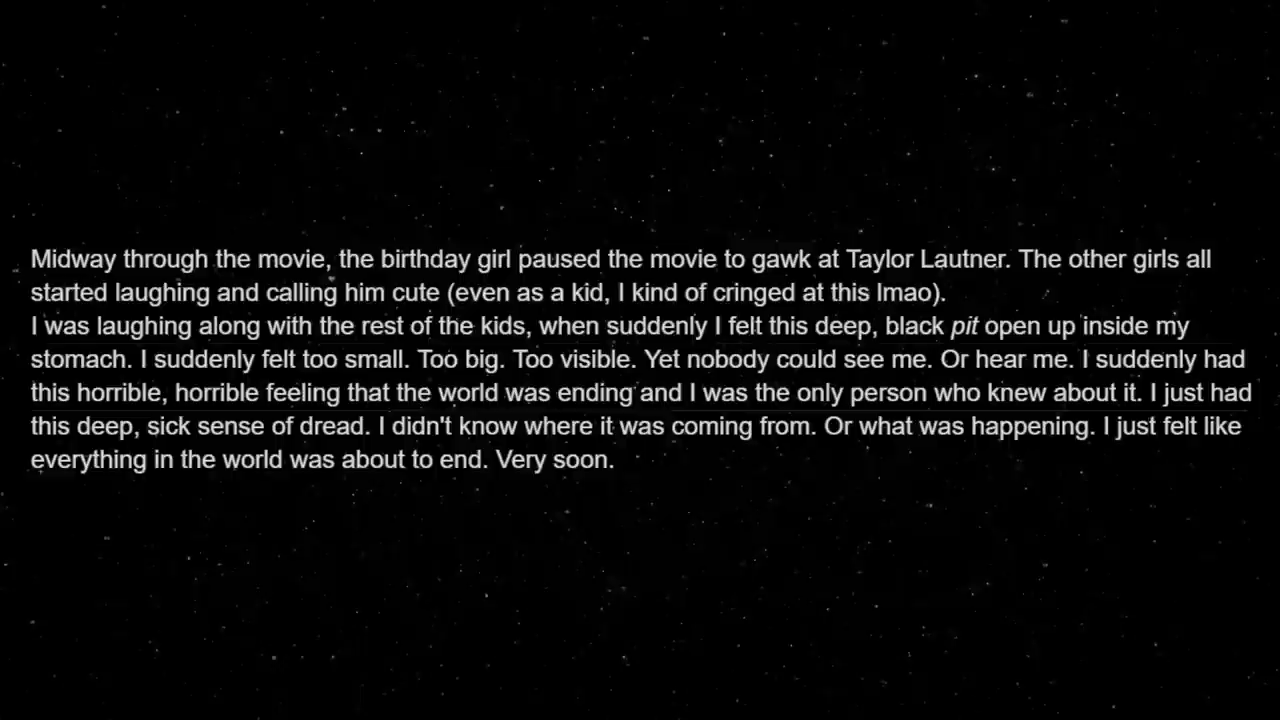 Midway through the movie, the birthday girl paused the movie to gawk at Taylor Lautner. The other girls all
started laughing and calling him cute (even as a kid, I kind of cringed at this lmao).
I was laughing along with the rest of the kids, when suddenly I felt this deep, black pit open up inside my
stomach. I suddenly felt too small. Too big. Too visible. Yet nobody could see me. Or hear me. I suddenly had
this horrible, horrible feeling that the world was ending and I was the only person who knew about it. I just had
this deep, sick sense of dread. I didn't know where it was coming from. Or what was happening. I just felt like
everything in the world was about to end. Very soon.